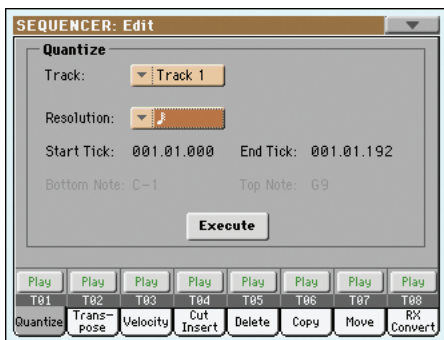 SEQUENCER: Edit
Quantize
Track: Track 1
Resolution:
Start Tick: 001.01.000 End Tick: 001.01.192
Bottom Note: C-1 Top Note: G9
Execute
Play Play Play Play Play Play Play Play
T01 T02 T03 T04 T05 T06 T07 T08
Quantize Trans-pose Velocity Cut Insert Delete Copy Move RX Convert